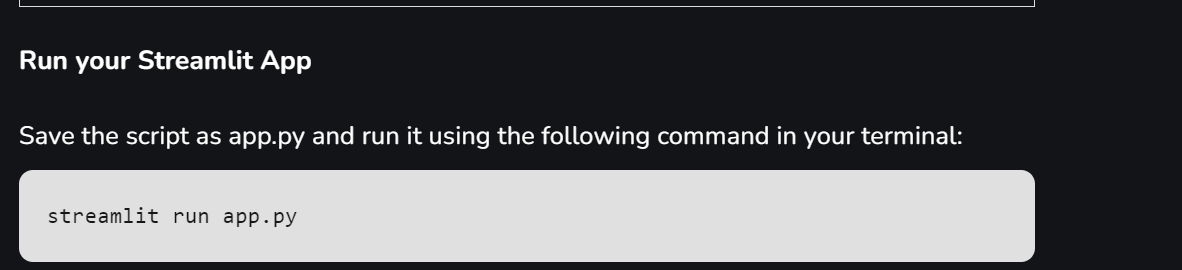 Run your Streamlit App
Save the script as app.py and run it using the following command in your terminal:
streamlit run app.py